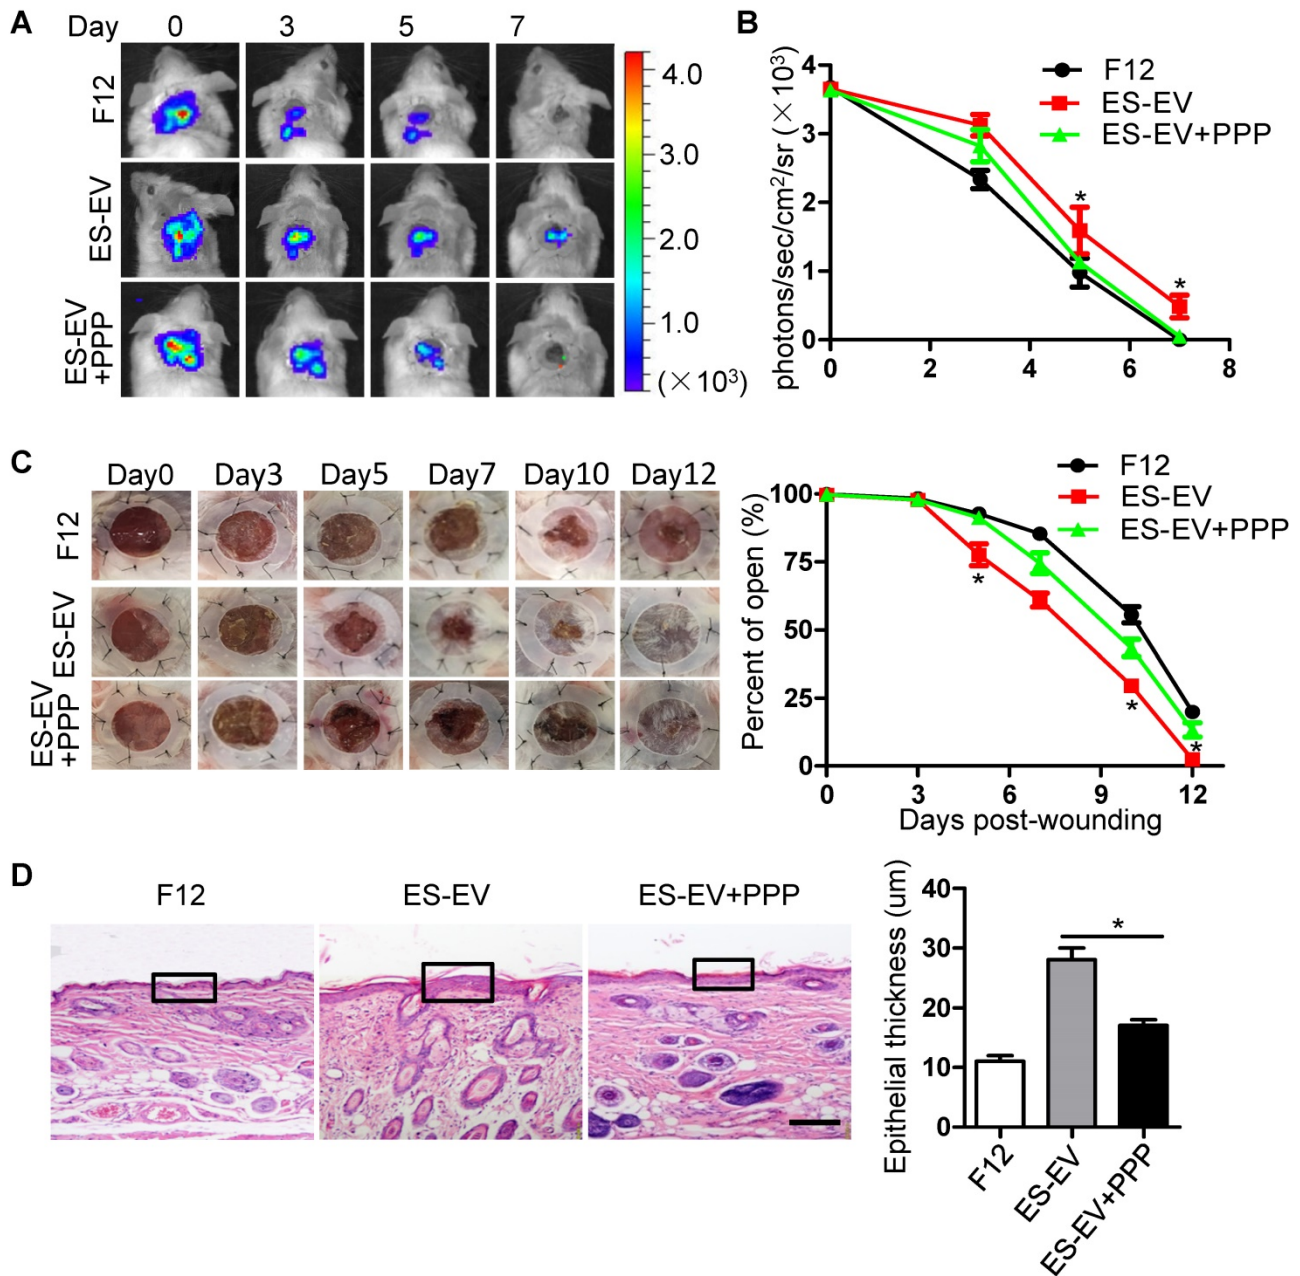 A
Day 0 3 5 7
F12
ES-EV
ES-EV
+PPP
4.0
3.0
2.0
1.0
(×10³)
B
photons/sec/cm²/sr (×10³)
4
3
2
1
0
0 2 4 6 8
F12
ES-EV
ES-EV+PPP
*
*
C
Day0 Day3 Day5 Day7 Day10 Day12
F12
ES-EV
ES-EV
+PPP
Percent of open (%)
100
75
50
25
0
0 3 6 9 12
Days post-wounding
F12
ES-EV
ES-EV+PPP
*
*
*
D
F12 ES-EV ES-EV+PPP
Epithelial thickness (um)
40
30
20
10
0
*
F12
ES-EV
ES-EV+PPP